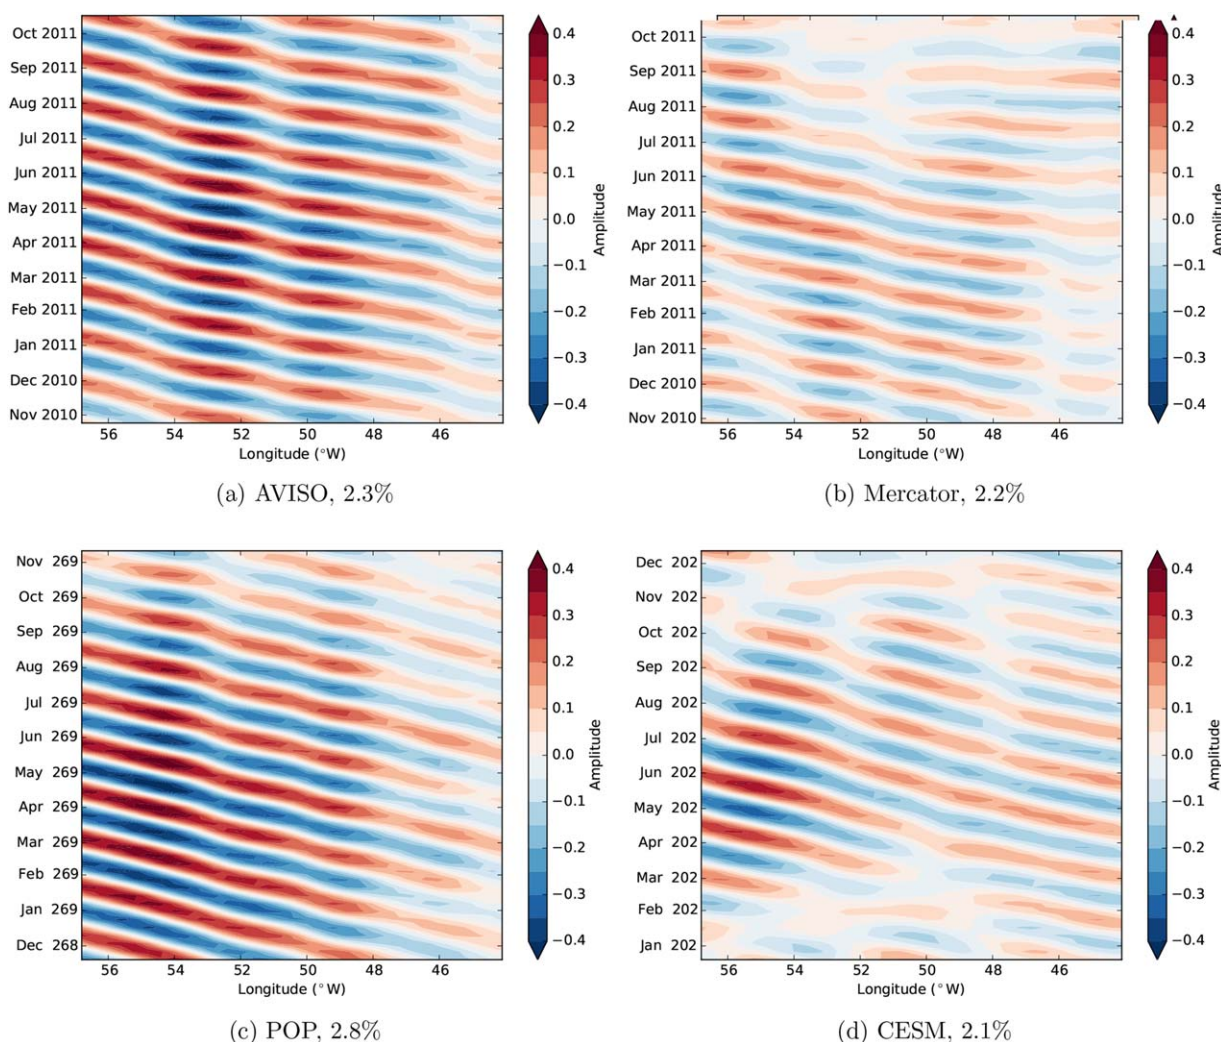 Oct 2011
Sep 2011
Aug 2011
Jul 2011
Jun 2011
May 2011
Apr 2011
Mar 2011
Feb 2011
Jan 2011
Dec 2010
Nov 2010
56 54 52 50 48 46
Longitude (°W)
0.4
0.3
0.2
0.1
0.0
−0.1
−0.2
−0.3
−0.4
Amplitude
(a) AVISO, 2.3%
Oct 2011
Sep 2011
Aug 2011
Jul 2011
Jun 2011
May 2011
Apr 2011
Mar 2011
Feb 2011
Jan 2011
Dec 2010
Nov 2010
56 54 52 50 48 46
Longitude (°W)
0.4
0.3
0.2
0.1
0.0
−0.1
−0.2
−0.3
−0.4
Amplitude
(b) Mercator, 2.2%
Nov 269
Oct 269
Sep 269
Aug 269
Jul 269
Jun 269
May 269
Apr 269
Mar 269
Feb 269
Jan 269
Dec 268
56 54 52 50 48 46
Longitude (°W)
0.4
0.3
0.2
0.1
0.0
−0.1
−0.2
−0.3
−0.4
Amplitude
(c) POP, 2.8%
Dec 202
Nov 202
Oct 202
Sep 202
Aug 202
Jul 202
Jun 202
May 202
Apr 202
Mar 202
Feb 202
Jan 202
56 54 52 50 48 46
Longitude (°W)
0.4
0.3
0.2
0.1
0.0
−0.1
−0.2
−0.3
−0.4
Amplitude
(d) CESM, 2.1%